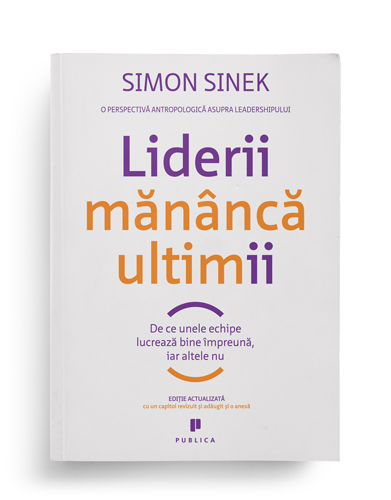 SIMON SINEK
O PERSPECTIVĂ ANTROPOLOGICĂ ASUPRA LEADERSHIPULUI
Liderii
mănâncă
ultimii
De ce unele echipe
lucrează bine împreună,
iar altele nu
EDIȚIE ACTUALIZATĂ
cu un capitol revizuit și adăugit și o anexă
PUBLICA